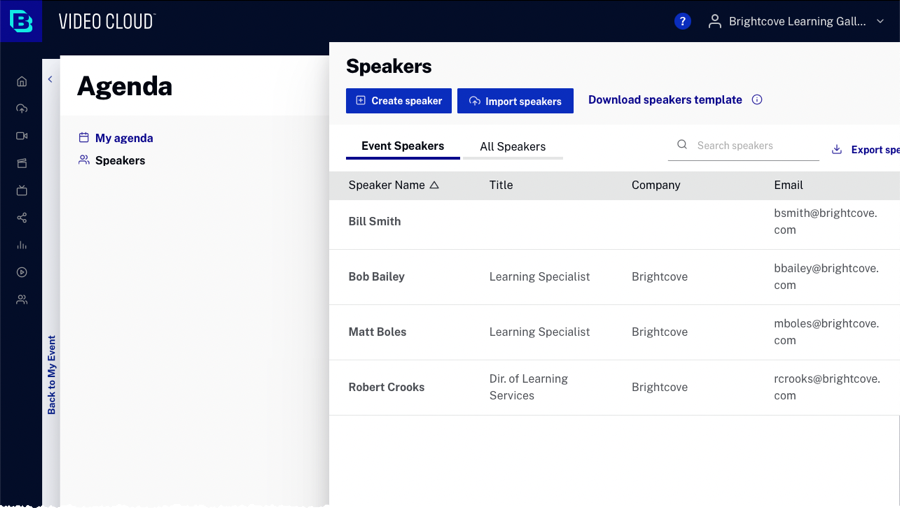 VIDEO CLOUD
?
Brightcove Learning Gall...
Agenda
My agenda
Speakers
Back to My Event
Speakers
Create speaker
Import speakers
Download speakers template
Event Speakers
All Speakers
Search speakers
Export spe
Speaker Name
Title
Company
Email
Bill Smith
bsmith@brightcove.
com
Bob Bailey
Learning Specialist
Brightcove
bbailey@brightcove.
com
Matt Boles
Learning Specialist
Brightcove
mboles@brightcove.
com
Robert Crooks
Dir. of Learning
Services
Brightcove
rcrooks@brightcove.
com